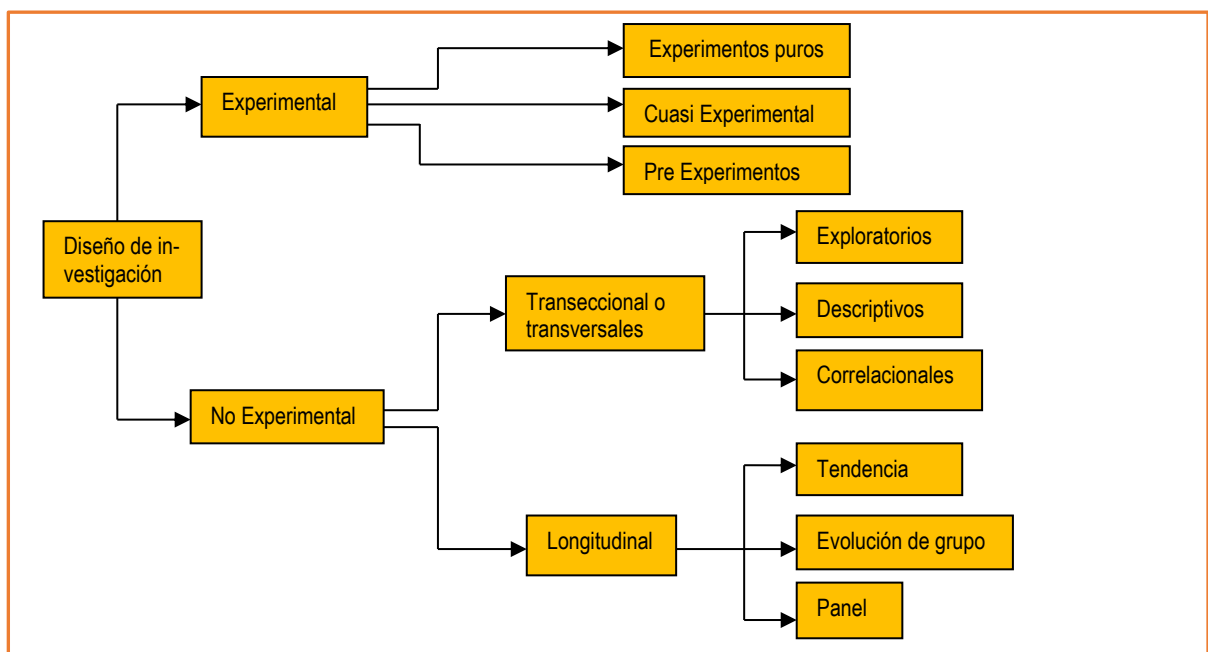 Experimentos puros
Experimental
Cuasi Experimental
Pre Experimentos
Diseño de in-
vestigación
Exploratorios
Transeccional o
transversales
Descriptivos
Correlacionales
No Experimental
Tendencia
Longitudinal
Evolución de grupo
Panel